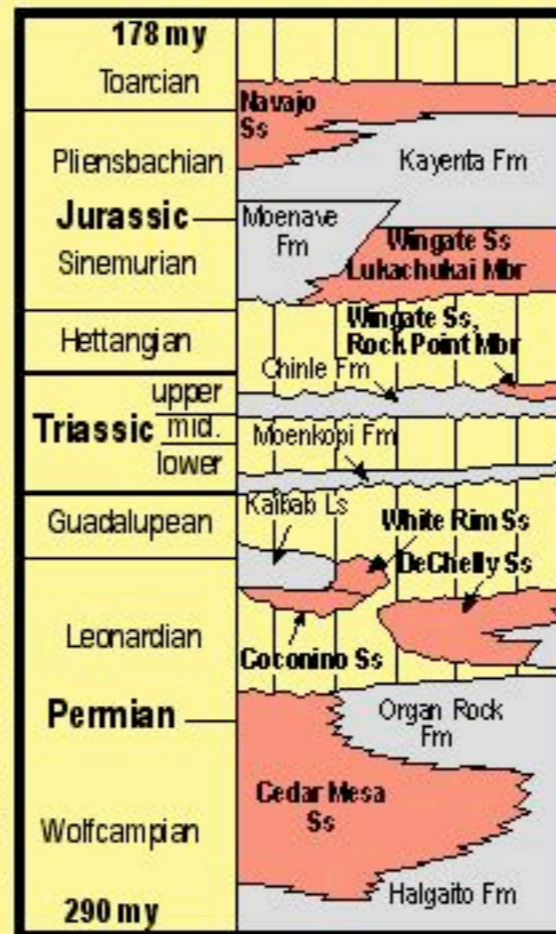 178 my
Toarcian
Navajo
Ss
Pliensbachian
Kayenta Fm
Jurassic
Moenave
Fm
Sinemurian
Wingate Ss
Lukachukai Mbr
Hettangian
Wingate Ss,
Rock Point Mbr
Chinle Fm
upper
Triassic mid.
Moenkopi Fm
lower
Kaibab Ls
Guadalupean
White Rim Ss
DeChelly Ss
Leonardian
Coconino Ss
Permian
Organ Rock
Fm
Cedar Mesa
Ss
Wolfcampian
Halgaito Fm
290 my